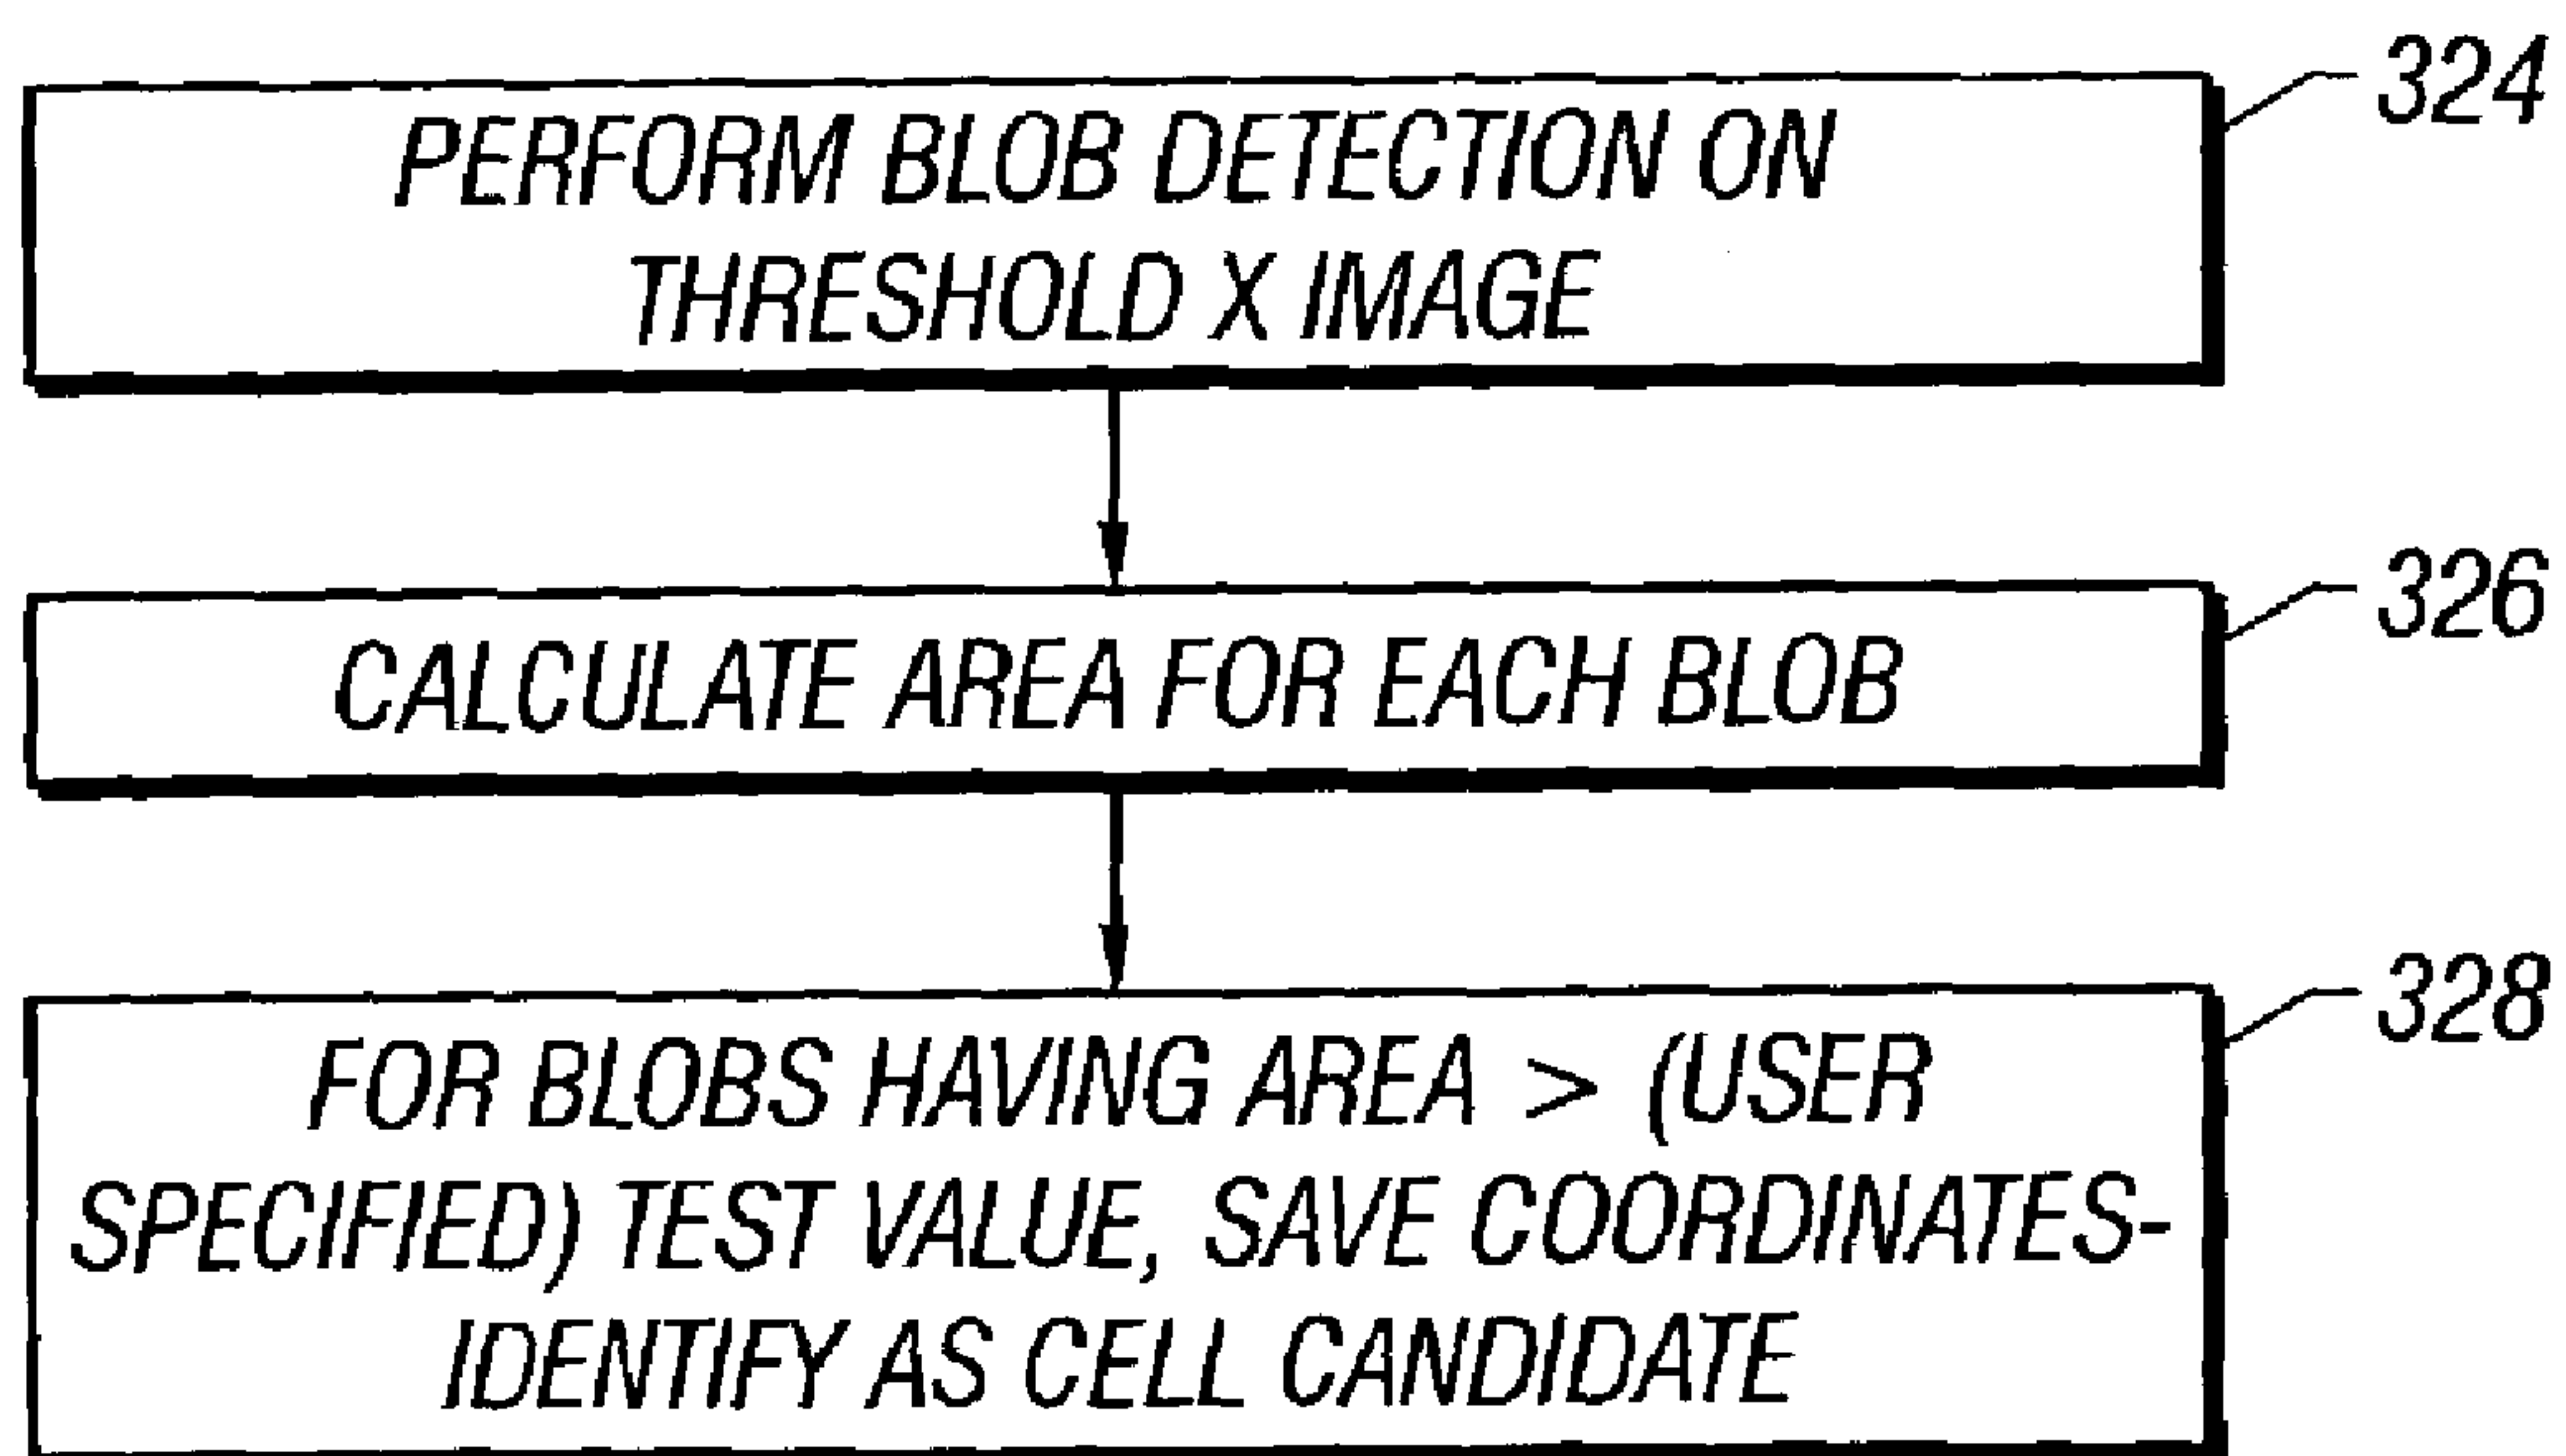 324
PERFORM BLOB DETECTION ON
THRESHOLD X IMAGE
326
CALCULATE AREA FOR EACH BLOB
328
FOR BLOBS HAVING AREA > (USER
SPECIFIED) TEST VALUE, SAVE COORDINATES-
IDENTIFY AS CELL CANDIDATE